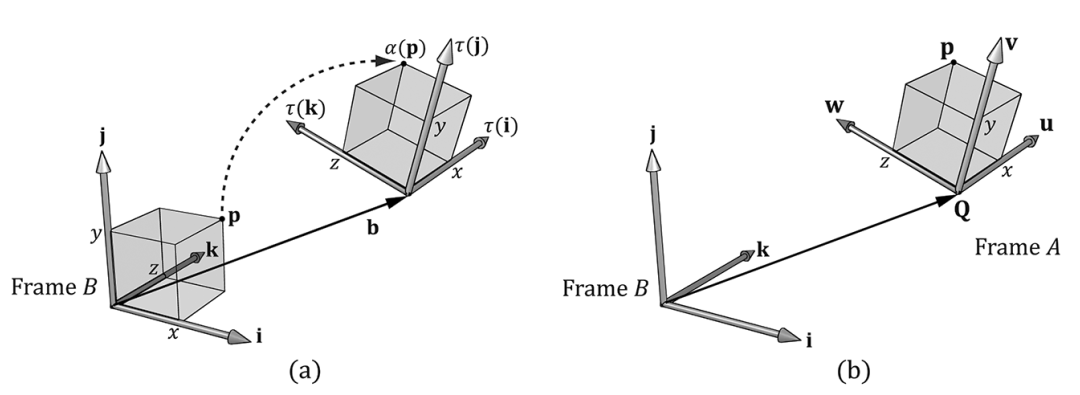 α(p)
τ(j)
τ(k)
τ(i)
y
z
x
j
p
y
k
z
b
Frame B
x
i
(a)
p
v
w
j
y
u
z
x
Q
k
Frame A
Frame B
i
(b)